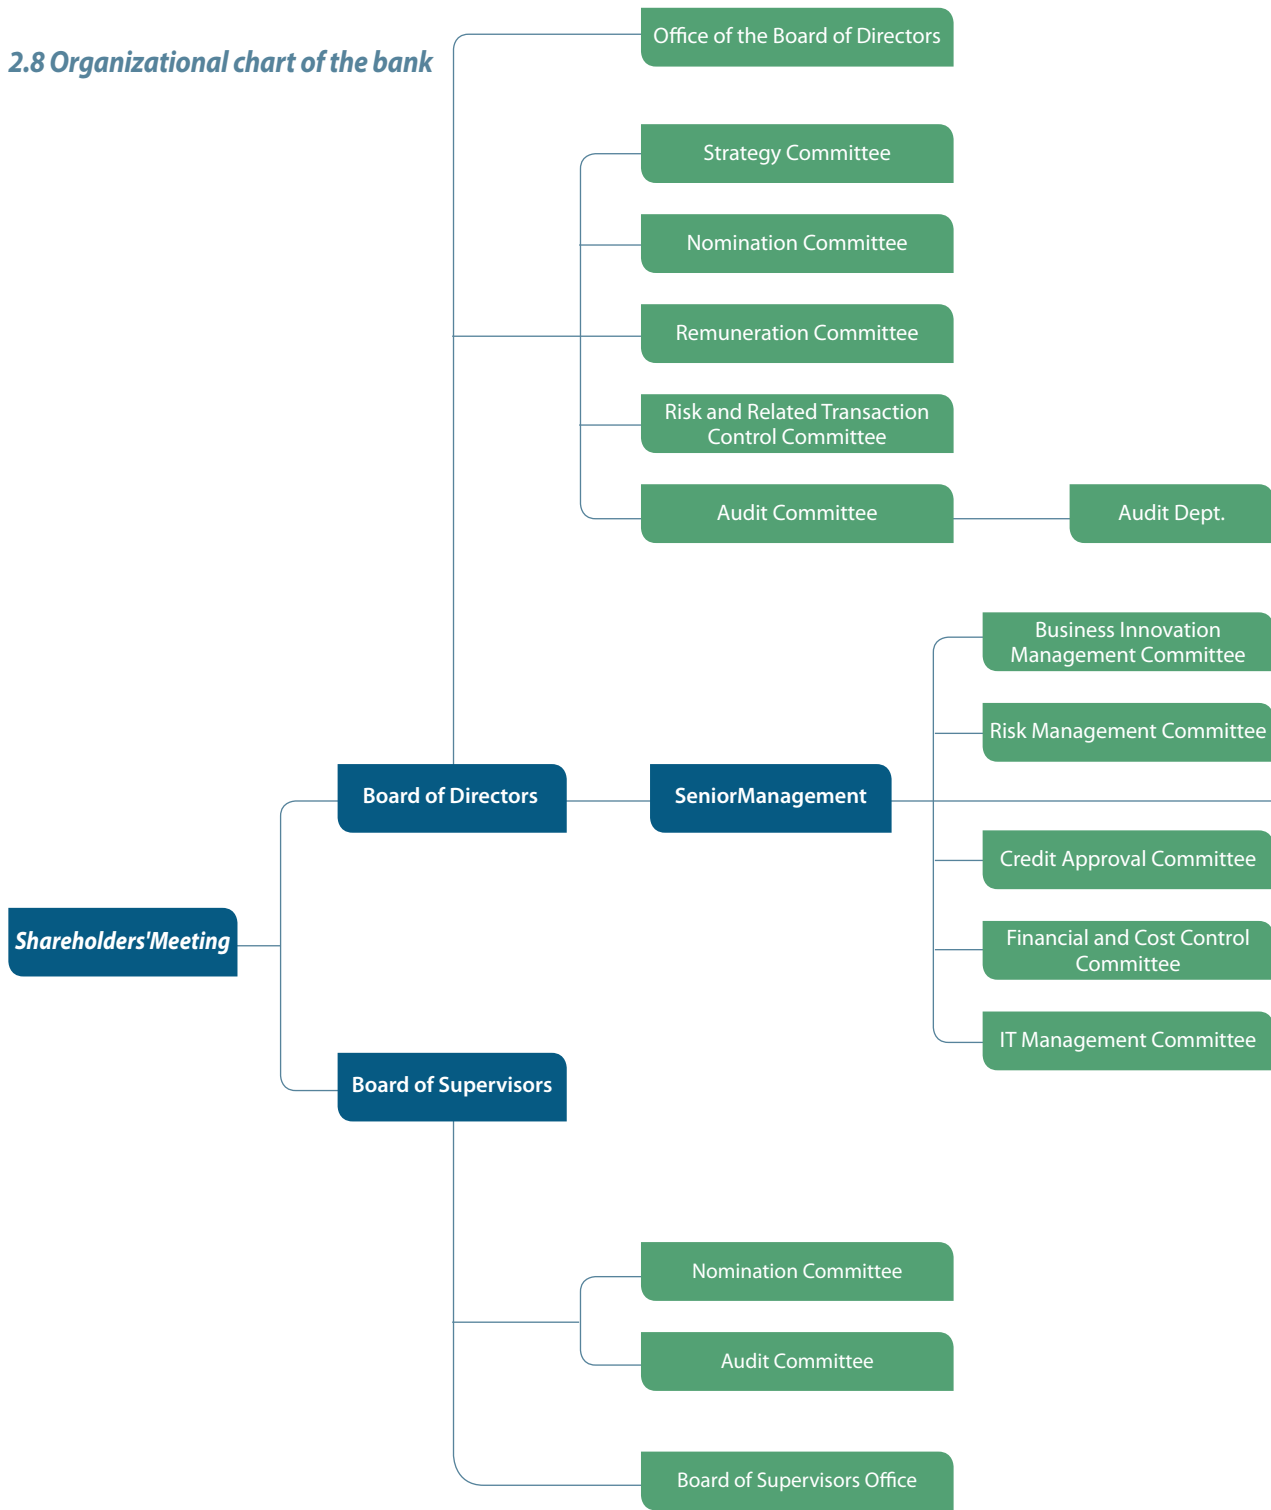 2.8 Organizational chart of the bank
Office of the Board of Directors
Strategy Committee
Nomination Committee
Remuneration Committee
Risk and Related Transaction
Control Committee
Audit Committee
Audit Dept.
Business Innovation
Management Committee
Risk Management Committee
Board of Directors
SeniorManagement
Credit Approval Committee
Shareholders'Meeting
Financial and Cost Control
Committee
IT Management Committee
Board of Supervisors
Nomination Committee
Audit Committee
Board of Supervisors Office